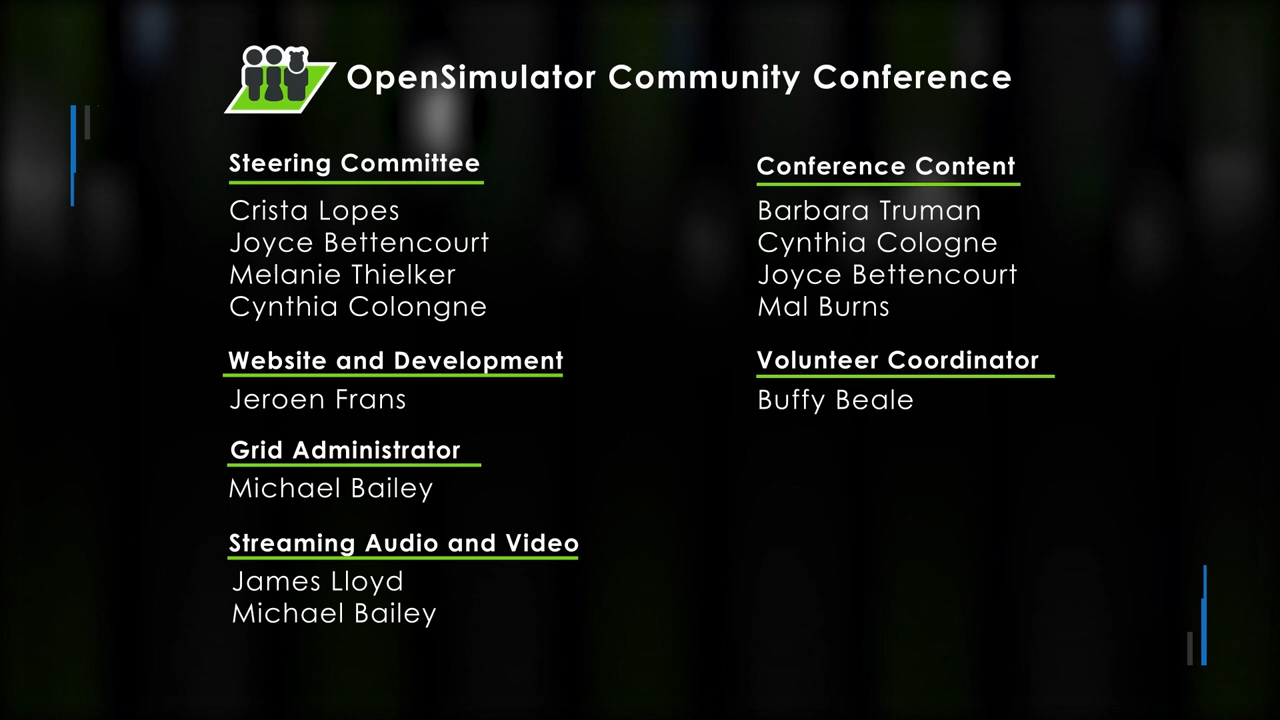 OpenSimulator Community Conference
Steering Committee
Crista Lopes
Joyce Bettencourt
Melanie Thielker
Cynthia Colongne
Website and Development
Jeroen Frans
Grid Administrator
Michael Bailey
Streaming Audio and Video
James Lloyd
Michael Bailey
Conference Content
Barbara Truman
Cynthia Cologne
Joyce Bettencourt
Mal Burns
Volunteer Coordinator
Buffy Beale